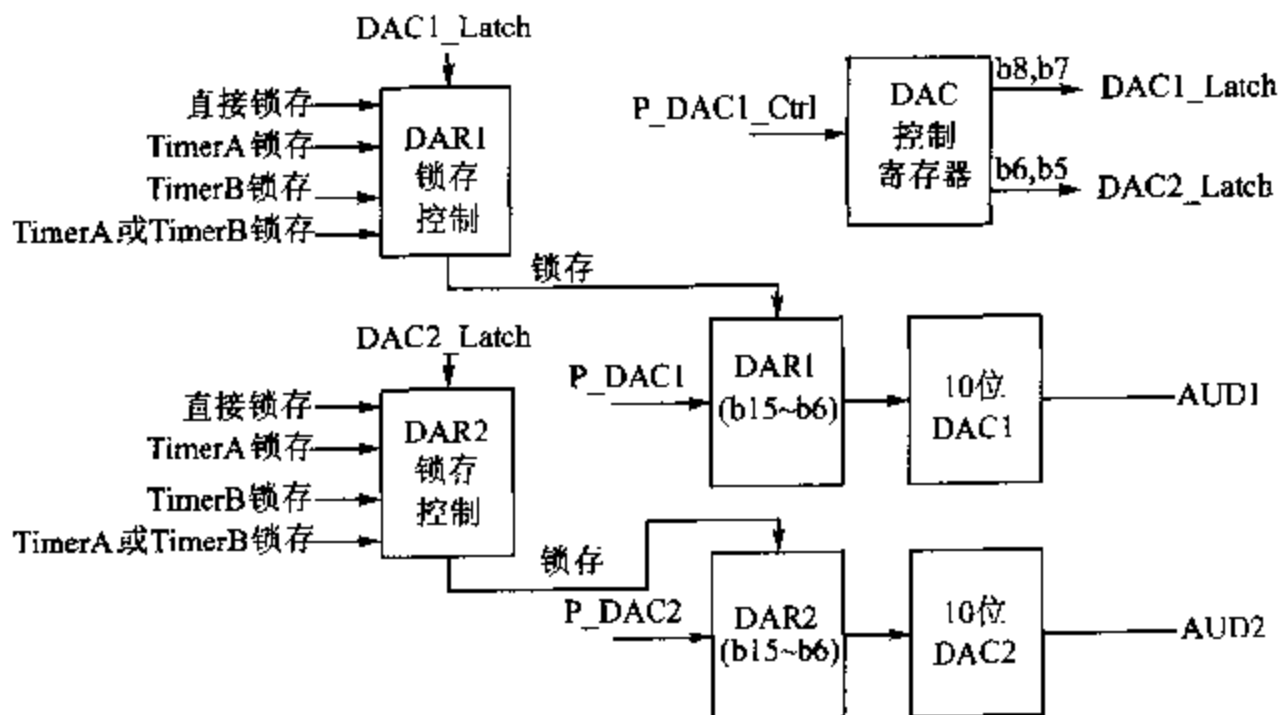 DAC1_Latch
直接锁存
TimerA锁存
TimerB锁存
TimerA或TimerB锁存
DAR1
锁存
控制
锁存
P_DAC1_Ctrl
DAC
控制
寄存器
b8,b7
DAC1_Latch
b6,b5
DAC2_Latch
DAC2_Latch
直接锁存
TimerA锁存
TimerB锁存
TimerA或TimerB锁存
DAR2
锁存
控制
锁存
P_DAC1
DAR1
(b15~b6)
10位
DAC1
AUD1
P_DAC2
DAR2
(b15~b6)
10位
DAC2
AUD2